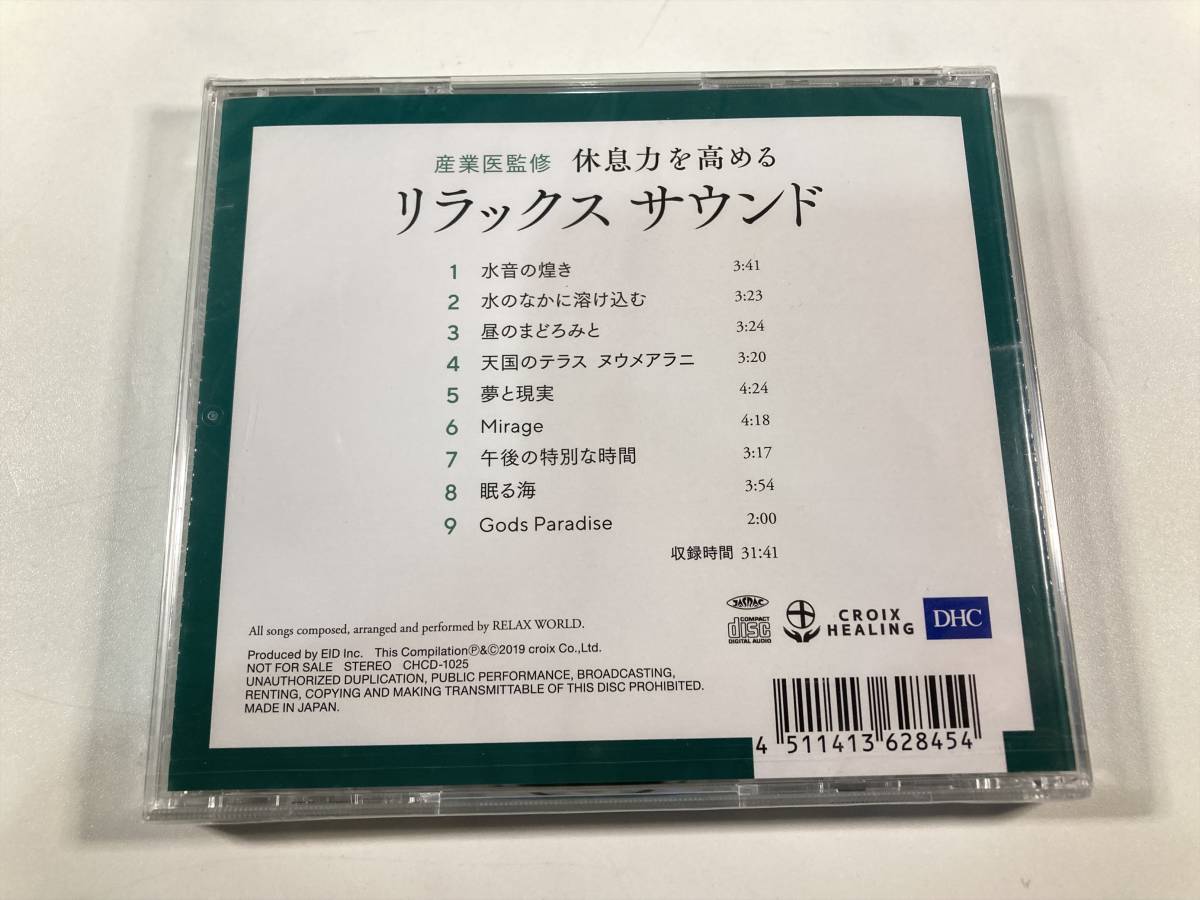 産業医監修 休息力を高める
リラックス サウンド
1 水音の煌き 3:41
2 水のなかに溶け込む 3:23
3 昼のまどろみと 3:24
4 天国のテラス ヌウメアラニ 3:20
5 夢と現実 4:24
6 Mirage 4:18
7 午後の特別な時間 3:17
8 眠る海 3:54
9 Gods Paradise 2:00
収録時間 31:41
JASRAC
COMPACT
disc
DIGITAL AUDIO
CROIX
HEALING
DHC
All songs composed, arranged and performed by RELAX WORLD.
Produced by EID Inc. This CompilationⓅ&Ⓒ2019 croix Co.,Ltd.
NOT FOR SALE STEREO CHCD-1025
UNAUTHORIZED DUPLICATION, PUBLIC PERFORMANCE, BROADCASTING,
RENTING, COPYING AND MAKING TRANSMITTABLE OF THIS DISC PROHIBITED.
MADE IN JAPAN.
4 511413 628454